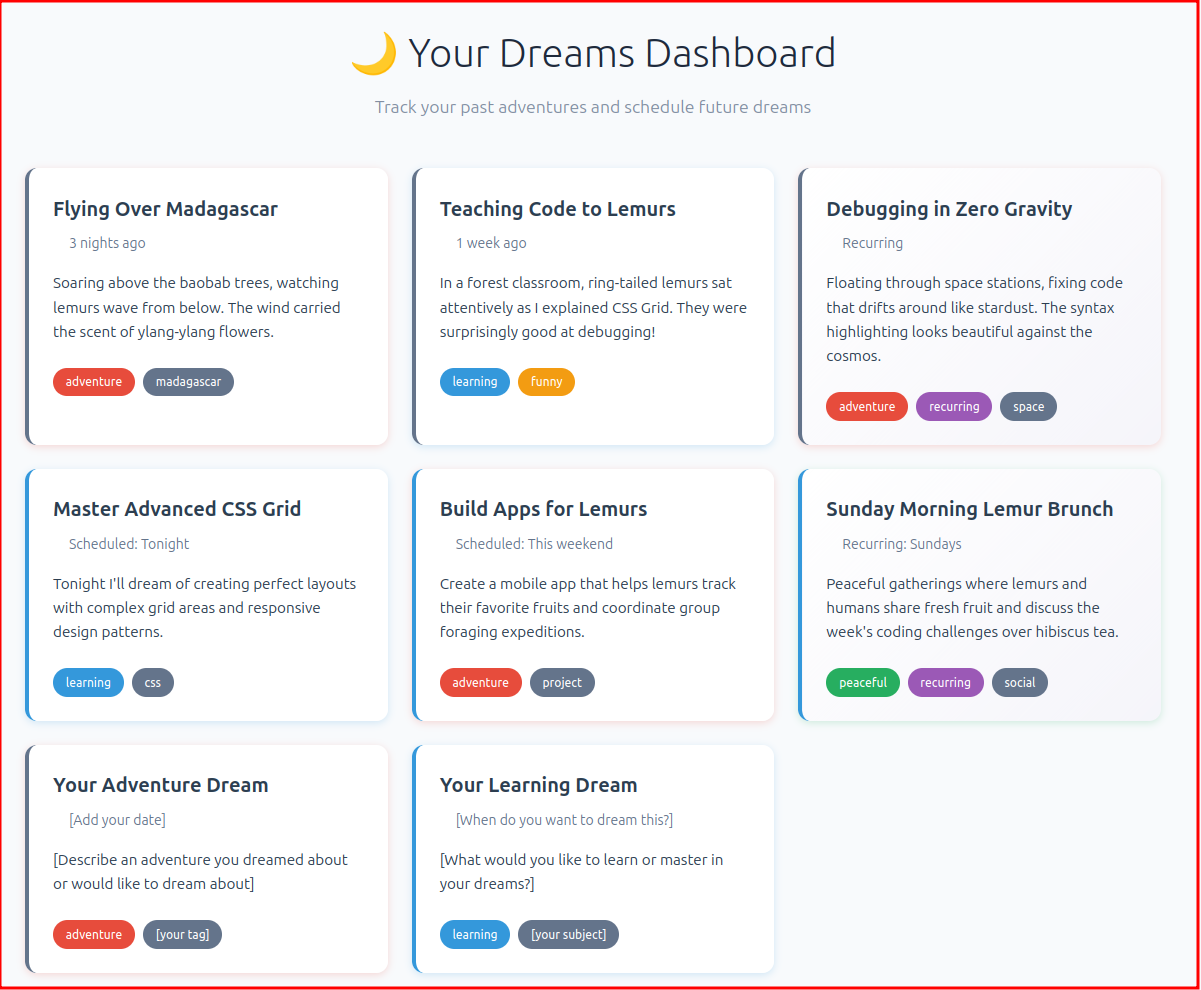 🌙 Your Dreams Dashboard
Track your past adventures and schedule future dreams
Flying Over Madagascar
3 nights ago
Soaring above the baobab trees, watching
lemurs wave from below. The wind carried
the scent of ylang-ylang flowers.
adventure madagascar
Teaching Code to Lemurs
1 week ago
In a forest classroom, ring-tailed lemurs sat
attentively as I explained CSS Grid. They were
surprisingly good at debugging!
learning funny
Debugging in Zero Gravity
Recurring
Floating through space stations, fixing code
that drifts around like stardust. The syntax
highlighting looks beautiful against the
cosmos.
adventure recurring space
Master Advanced CSS Grid
Scheduled: Tonight
Tonight I'll dream of creating perfect layouts
with complex grid areas and responsive
design patterns.
learning css
Build Apps for Lemurs
Scheduled: This weekend
Create a mobile app that helps lemurs track
their favorite fruits and coordinate group
foraging expeditions.
adventure project
Sunday Morning Lemur Brunch
Recurring: Sundays
Peaceful gatherings where lemurs and
humans share fresh fruit and discuss the
week's coding challenges over hibiscus tea.
peaceful recurring social
Your Adventure Dream
[Add your date]
[Describe an adventure you dreamed about
or would like to dream about]
adventure [your tag]
Your Learning Dream
[When do you want to dream this?]
[What would you like to learn or master in
your dreams?]
learning [your subject]